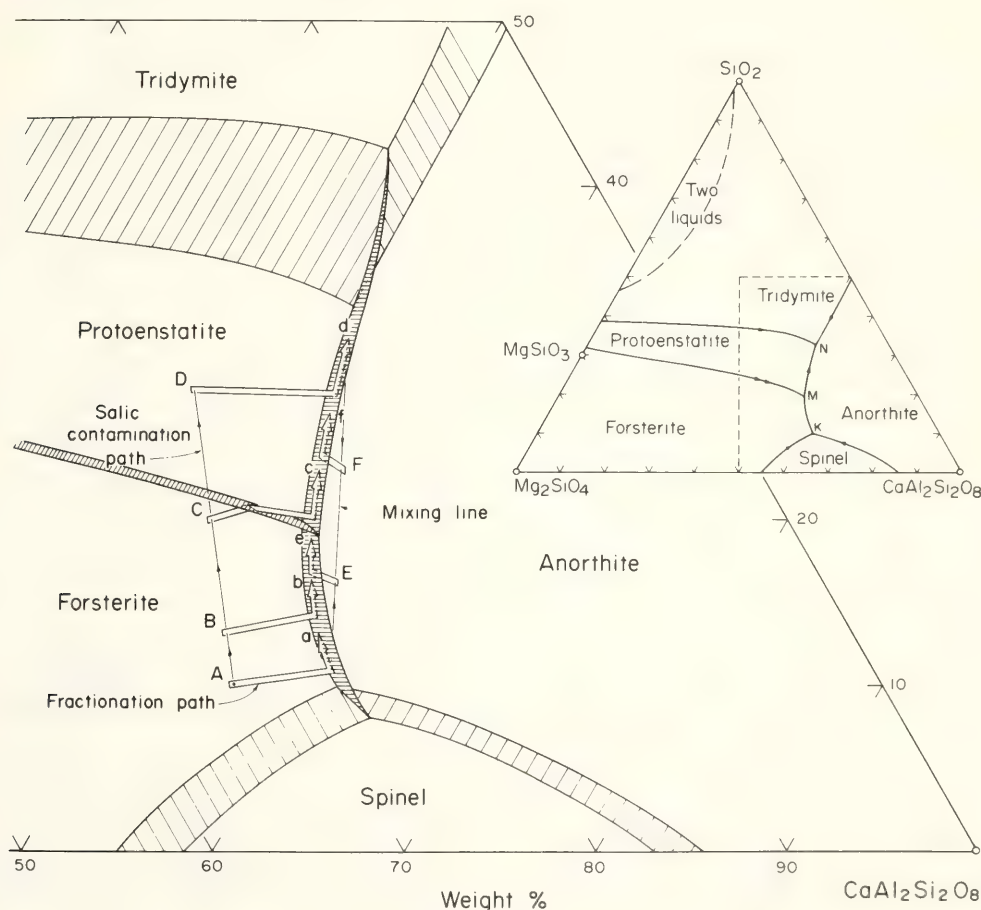 50
Tridymite
SiO2
40
Two
liquids
Tridymite
Protoenstatite
N
MgSiO3
M
Anorthite
Forsterite
K
Spinel
Mg2SiO4
CaAl2Si2O8
Protoenstatite
d
D
Salic
contamination
path
f
F
c
C
Mixing line
20
e
E
Anorthite
b
Forsterite
B
a
A
Fractionation path
10
Spinel
50
60
70
80
90
Weight %
CaAl2Si2O8